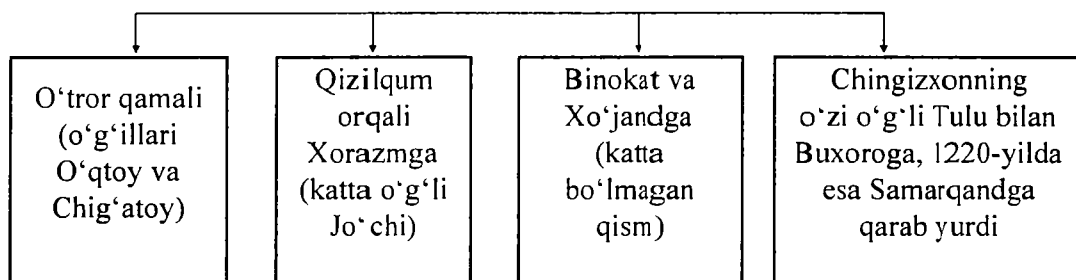 O‘tror qamali
(o‘g‘illari
O‘qtoy va
Chig‘atoy)
Qizilqum
orqali
Xorazmga
(katta o‘g‘li
Jo‘chi)
Binokat va
Xo‘jandga
(katta
bo‘lmagan
qism)
Chingizxonning
o‘zi o‘g‘li Tulu bilan
Buxoroga, 1220-yilda
esa Samarqandga
qarab yurdi